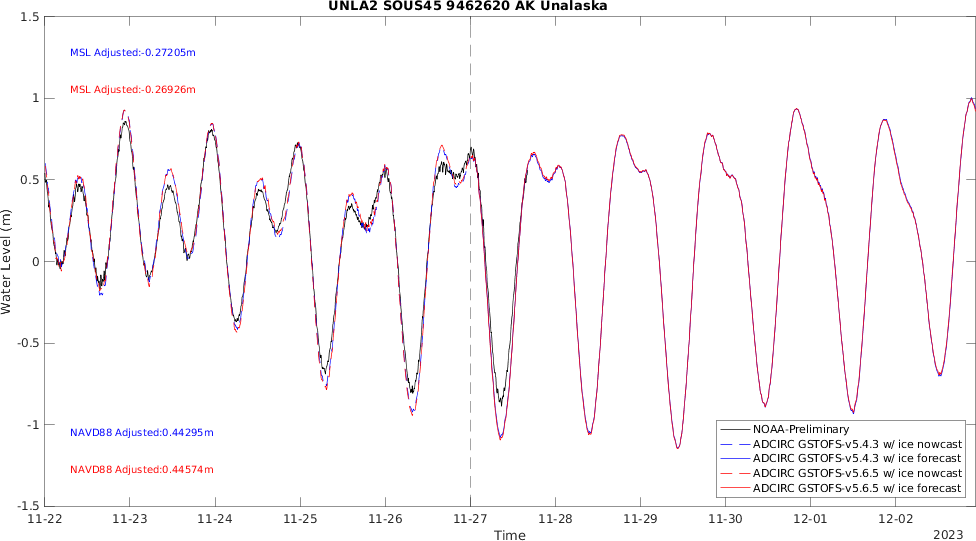 UNLA2 SOUS45 9462620 AK Unalaska
1.5
MSL Adjusted:-0.27205m
MSL Adjusted:-0.26926m
1
0.5
0
-0.5
-1
-1.5
Water Level (m)
NAVD88 Adjusted:0.44295m
NAVD88 Adjusted:0.44574m
NOAA-Preliminary
ADCIRC GSTOFS-v5.4.3 w/ ice nowcast
ADCIRC GSTOFS-v5.4.3 w/ ice forecast
ADCIRC GSTOFS-v5.6.5 w/ ice nowcast
ADCIRC GSTOFS-v5.6.5 w/ ice forecast
11-22 11-23 11-24 11-25 11-26 11-27 11-28 11-29 11-30 12-01 12-02
Time
2023